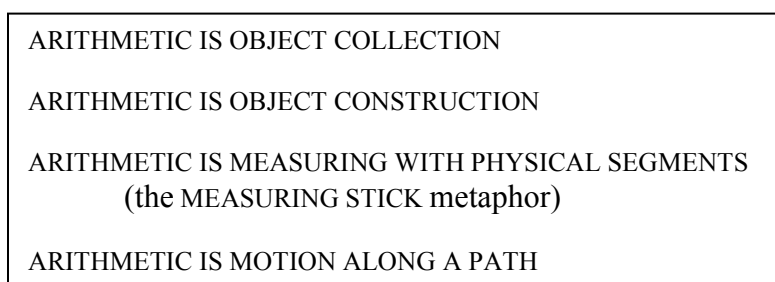 ARITHMETIC IS OBJECT COLLECTION
ARITHMETIC IS OBJECT CONSTRUCTION
ARITHMETIC IS MEASURING WITH PHYSICAL SEGMENTS
(the MEASURING STICK metaphor)
ARITHMETIC IS MOTION ALONG A PATH